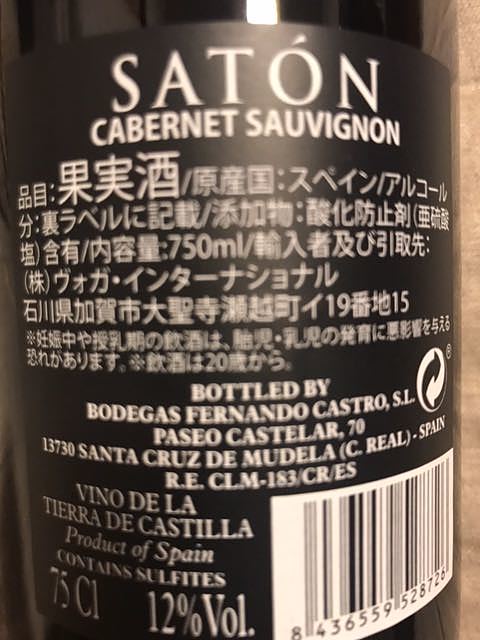 SATÓN
CABERNET SAUVIGNON
品目:果実酒/原産国:スペイン/アルコール
分:裏ラベルに記載/添加物:酸化防止剤(亜硫酸
塩)含有/内容量:750ml/輸入者及び引取先:
(株)ヴォガ・インターナショナル
石川県加賀市大聖寺瀬越町イ19番地15
※妊娠中や授乳期の飲酒は、胎児・乳児の発育に悪影響を与える
恐れがあります。※飲酒は20歳から。
BOTTLED BY
BODEGAS FERNANDO CASTRO, S.L.
PASEO CASTELAR, 70
13730 SANTA CRUZ DE MUDELA (C. REAL) - SPAIN
R.E. CLM-183/CR/ES
VINO DE LA
TIERRA DE CASTILLA
Product of Spain
CONTAINS SULFITES
75 Cl 12% Vol.
8 436559 528726
®